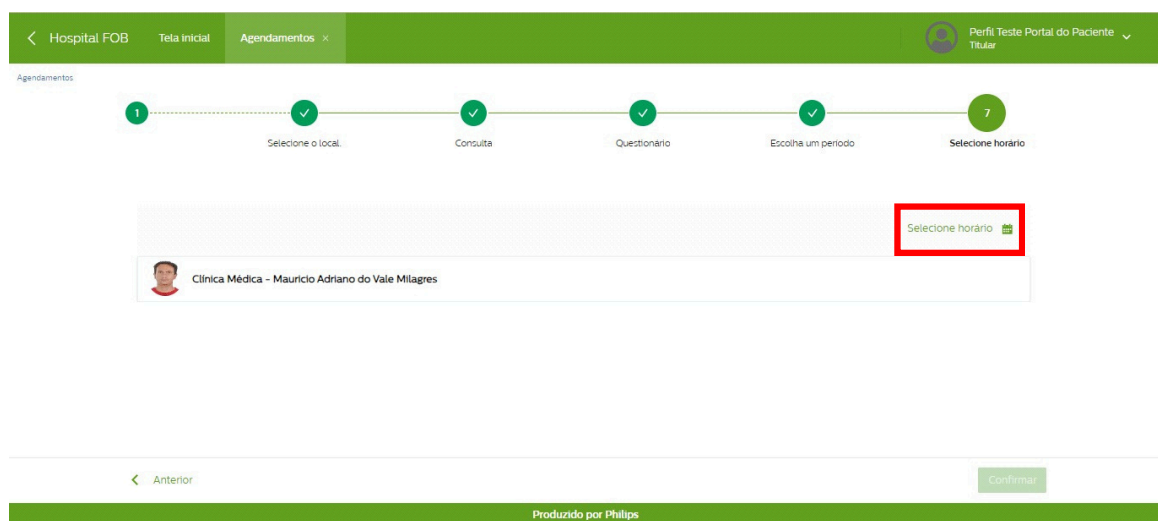 Hospital FOB Tela inicial Agendamentos × Perfil Teste Portal do Paciente
Titular
Agendamentos
1 7
Selecione o local. Consulta Questionário Escolha um período Selecione horário
Selecione horário
Clínica Médica - Mauricio Adriano do Vale Milagres
Anterior Confirmar
Produzido por Philips